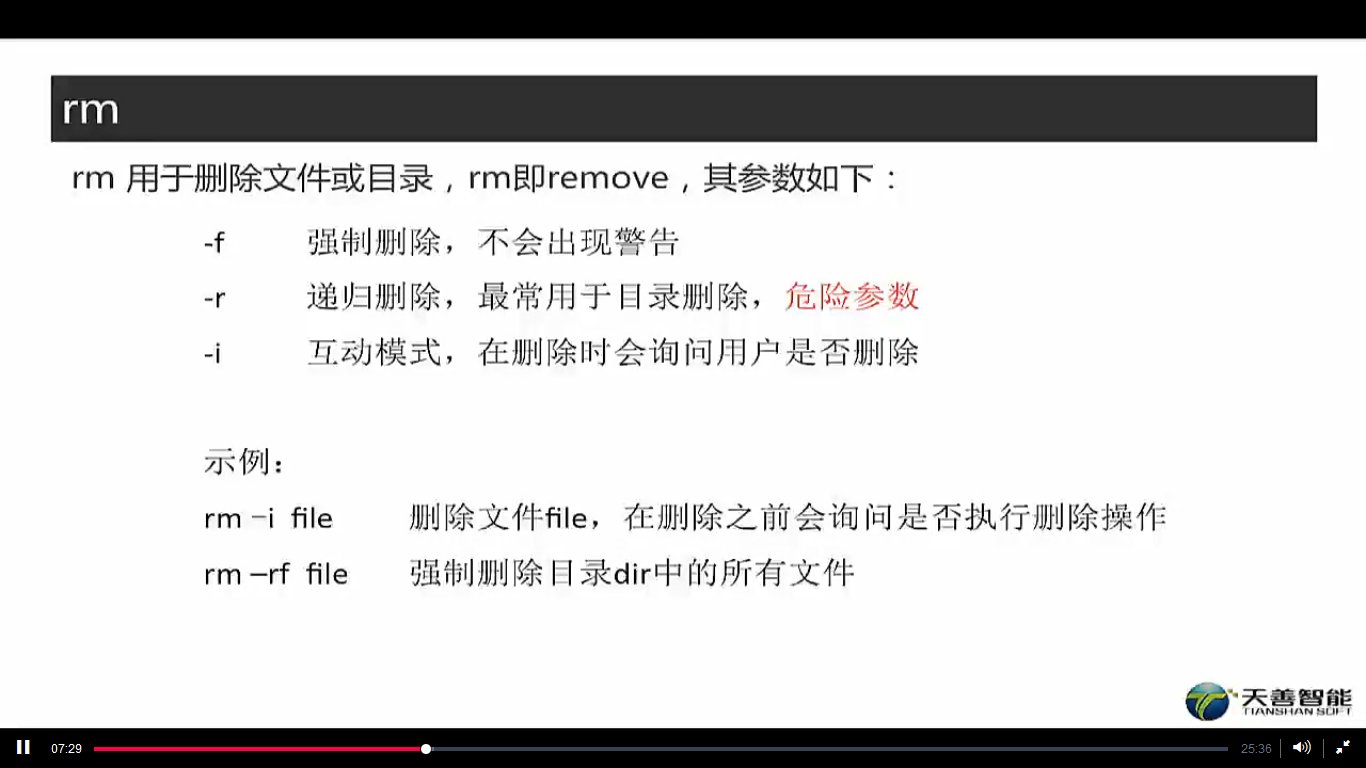 rm
rm 用于删除文件或目录，rm即remove，其参数如下：
-f 强制删除，不会出现警告
-r 递归删除，最常用于目录删除，危险参数
-i 互动模式，在删除时会询问用户是否删除
示例：
rm –i file 删除文件file，在删除之前会询问是否执行删除操作
rm –rf file 强制删除目录dir中的所有文件
天善智能
TIANSHAN SOFT
07:29 25:36